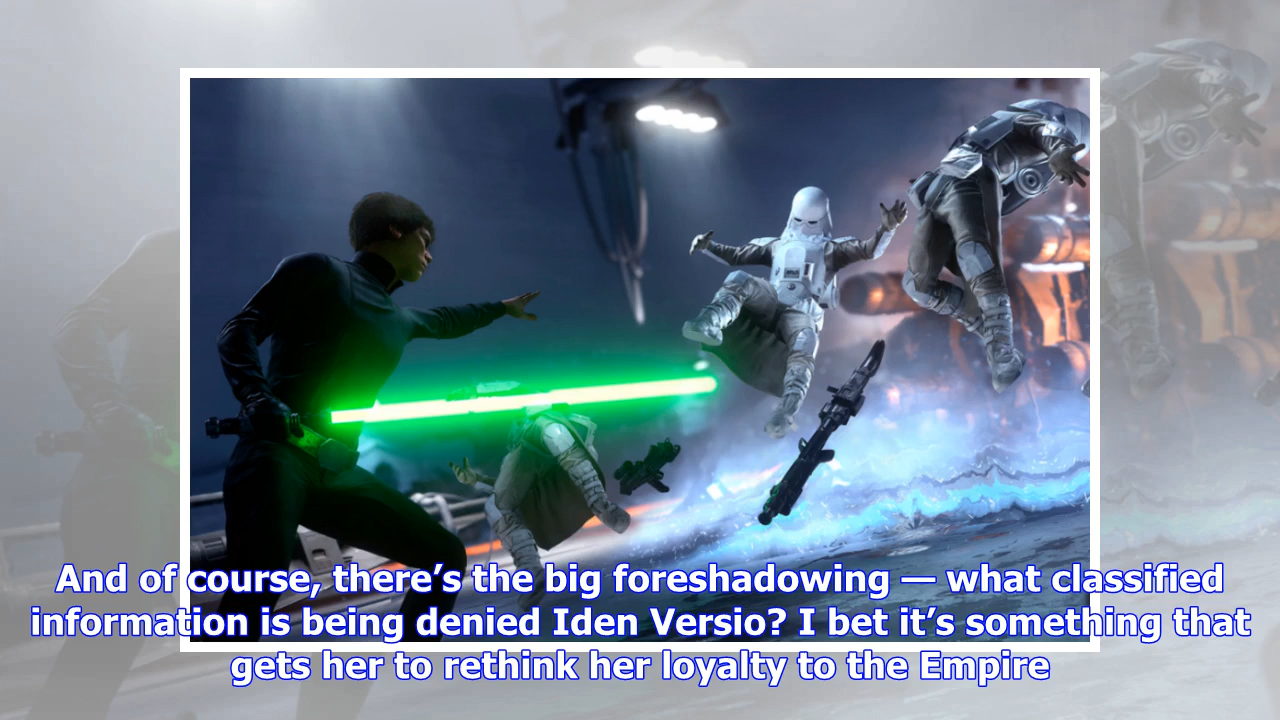 And of course, there’s the big foreshadowing — what classified
information is being denied Iden Versio? I bet it’s something that
gets her to rethink her loyalty to the Empire